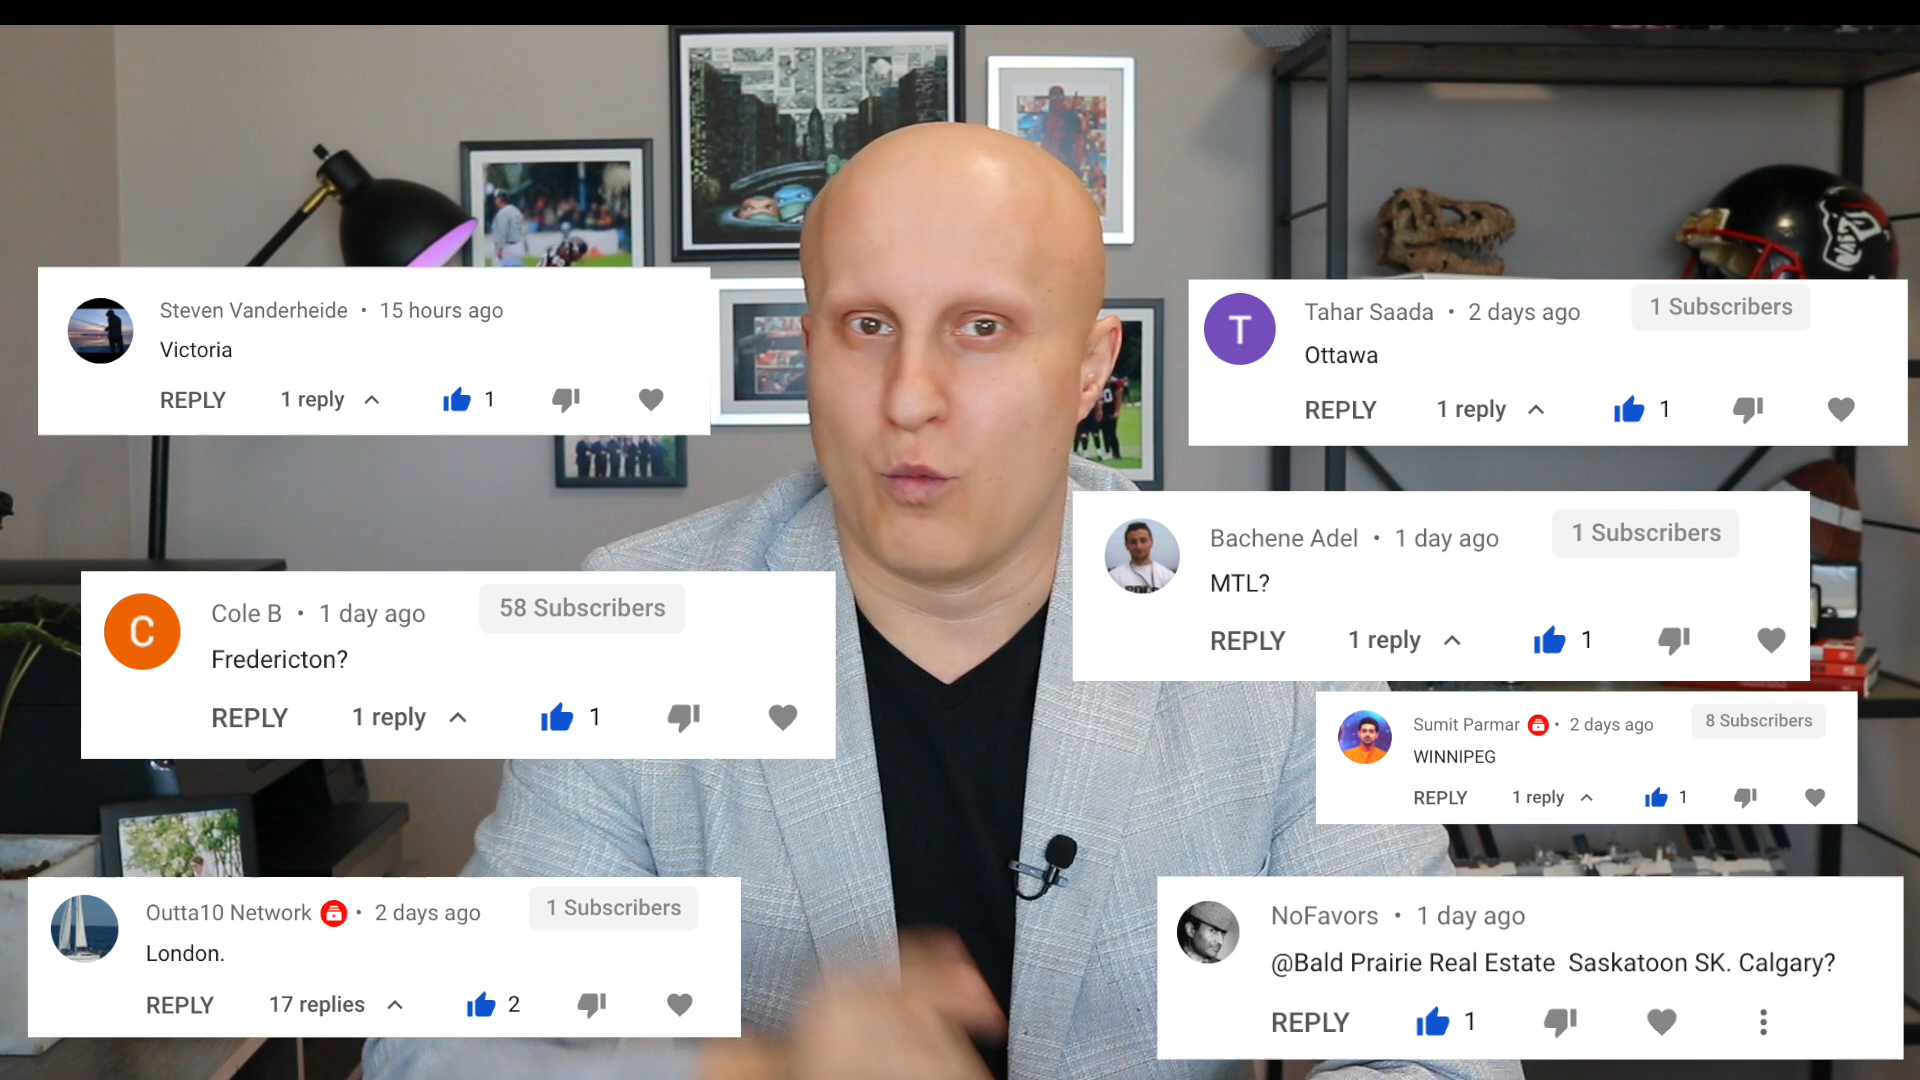 Steven Vanderheide • 15 hours ago
Victoria
REPLY 1 reply 1
Tahar Saada • 2 days ago 1 Subscribers
Ottawa
REPLY 1 reply 1
Bachene Adel • 1 day ago 1 Subscribers
MTL?
REPLY 1 reply 1
C
Cole B • 1 day ago 58 Subscribers
Fredericton?
REPLY 1 reply 1
T
Sumit Parmar • 2 days ago 8 Subscribers
WINNIPEG
REPLY 1 reply 1
Outta10 Network • 2 days ago 1 Subscribers
London.
REPLY 17 replies 2
NoFavors • 1 day ago
@Bald Prairie Real Estate Saskatoon SK. Calgary?
REPLY 1